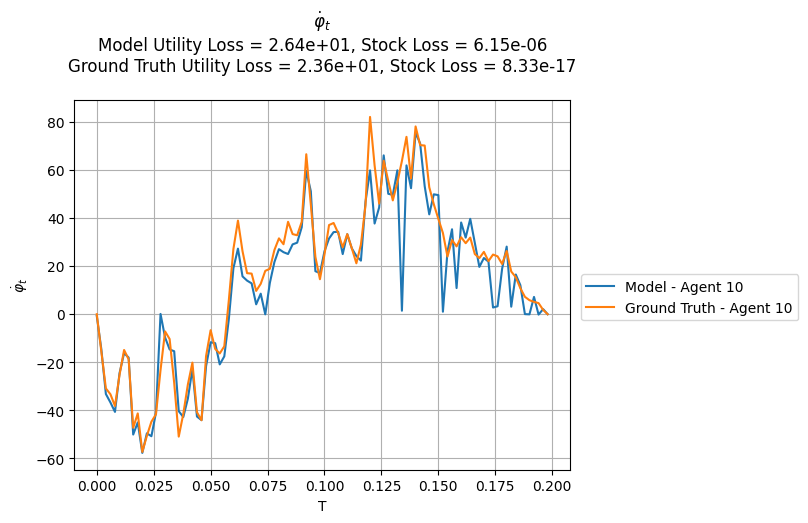 φ̇ₜ
Model Utility Loss = 2.64e+01, Stock Loss = 6.15e-06
Ground Truth Utility Loss = 2.36e+01, Stock Loss = 8.33e-17
80
60
40
20
0
−20
−40
−60
φ̇ₜ
0.000 0.025 0.050 0.075 0.100 0.125 0.150 0.175 0.200
T
Model - Agent 10
Ground Truth - Agent 10